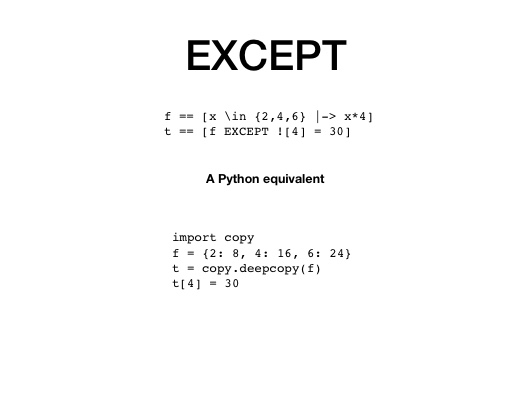 EXCEPT
f == [x \in {2,4,6} |-> x*4]
t == [f EXCEPT ![4] = 30]
A Python equivalent
import copy
f = {2: 8, 4: 16, 6: 24}
t = copy.deepcopy(f)
t[4] = 30